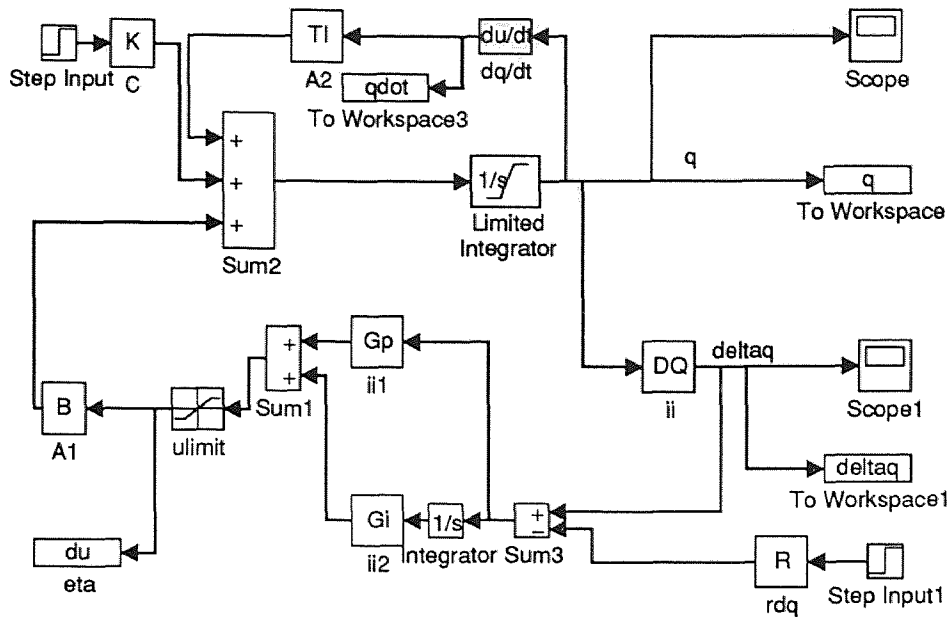 K
Step Input
C
TI
A2
du/dt
dq/dt
qdot
To Workspace3
Scope
+
+
+
Sum2
1/s
Limited
Integrator
q
q
To Workspace
+
+
Sum1
Gp
ii1
DQ
ii
deltaq
Scope1
B
A1
ulimit
deltaq
To Workspace1
Gi
ii2
1/s
Integrator
+
−
Sum3
du
eta
R
rdq
Step Input1